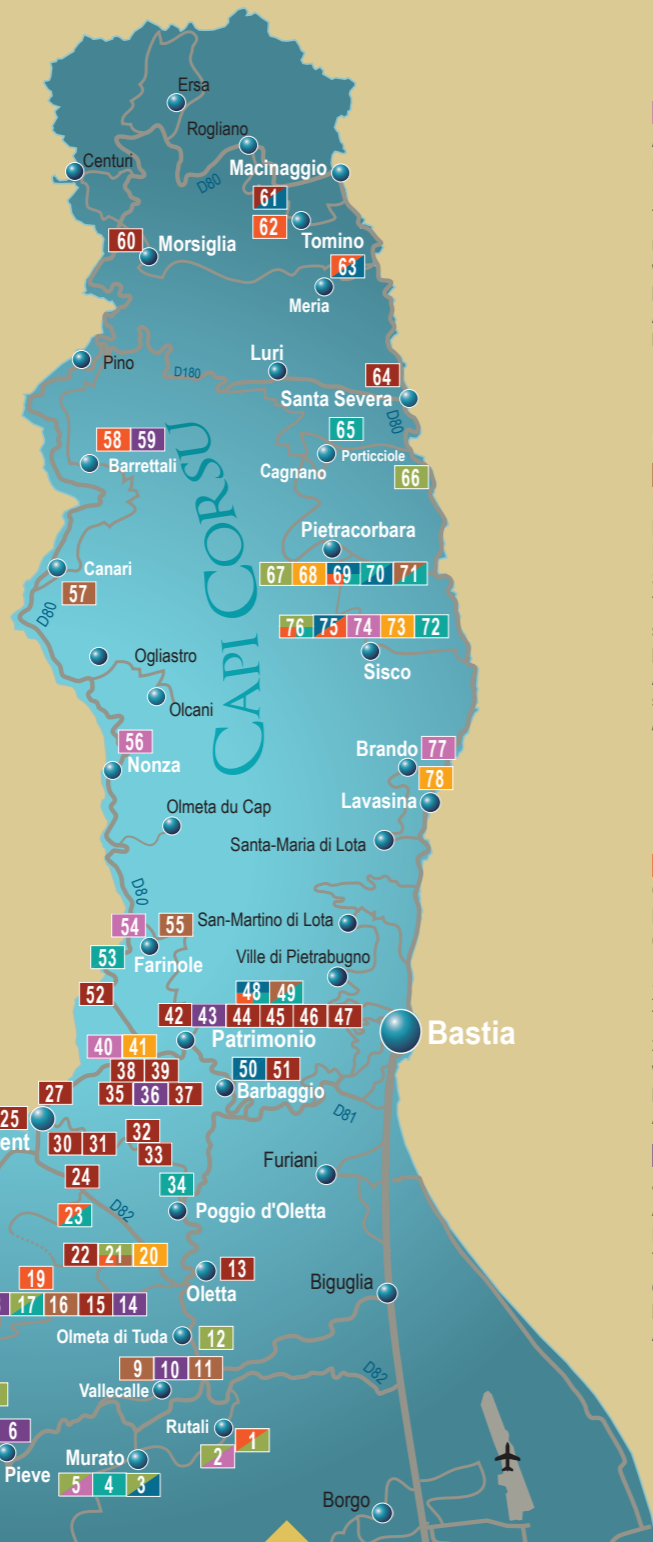 Ersa
Rogliano
Centuri
D80
Macinaggio
61
62
Tomino
60
Morsiglia
63
Meria
Pino
D180
Luri
64
Santa Severa
D80
65
Porticciole
Cagnano
66
58 59
Barrettali
CAPI CORSU
Pietracorbara
67 68 69 70 71
Canari
57
D80
76 75 74 73 72
Sisco
Ogliastro
Olcani
56
Nonza
Brando 77
78
Lavasina
Olmeta du Cap
Santa-Maria di Lota
D80
54 55
San-Martino di Lota
53
Farinole
Ville di Pietrabugno
52
48 49
42 43 44 45 46 47
Patrimonio
Bastia
40 41
38 39
35 36 37
50 51
Barbaggio
27
25
ent
30 31
32
33
D81
24
34
Furiani
23
D82
Poggio d'Oletta
22 21 20
13
Oletta
19
17 16 15 14
Biguglia
Olmeta di Tuda 12
9 10 11
Vallecalle
D82
6
Pieve
Rutali
1
2
Murato
5 4 3
Borgo